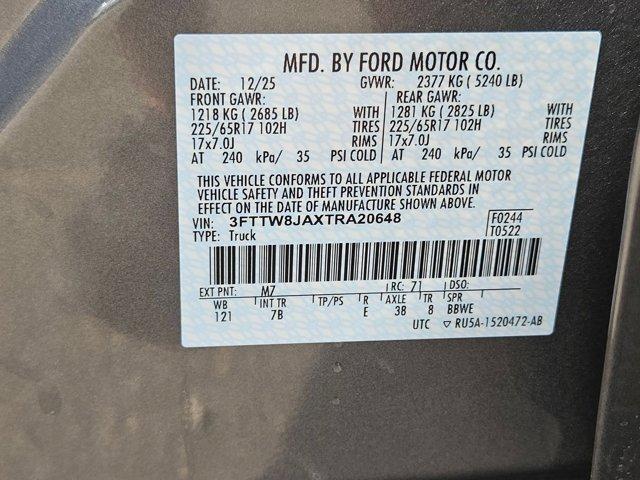 MFD. BY FORD MOTOR CO.
DATE: 12/25 GVWR: 2377 KG ( 5240 LB)
FRONT GAWR: REAR GAWR:
1218 KG ( 2685 LB) WITH 1281 KG ( 2825 LB) WITH
225/65R17 102H TIRES 225/65R17 102H TIRES
17x7.0J RIMS 17x7.0J RIMS
AT 240 kPa/ 35 PSI COLD AT 240 kPa/ 35 PSI COLD
THIS VEHICLE CONFORMS TO ALL APPLICABLE FEDERAL MOTOR
VEHICLE SAFETY AND THEFT PREVENTION STANDARDS IN
EFFECT ON THE DATE OF MANUFACTURE SHOWN ABOVE.
VIN: 3FTTW8JAXTRA20648 F0244
TYPE: Truck T0522
EXT PNT: M7 RC: 71 DSO:
WB INT TR TP/PS R AXLE TR SPR
121 7B E 38 8 BBWE
UTC ▽ RU5A-1520472-AB